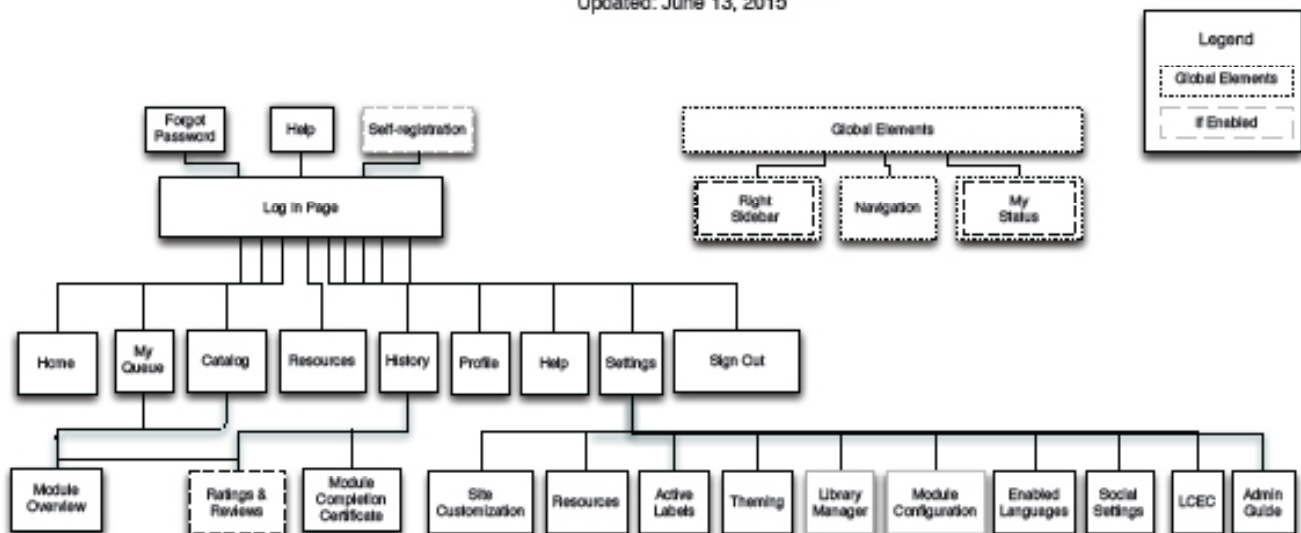 Updated: June 13, 2015
Legend
Global Elements
If Enabled
Forgot
Password
Help
Self-registration
Global Elements
Log In Page
Right
Sidebar
Navigation
My
Status
Home
My
Queue
Catalog
Resources
History
Profile
Help
Settings
Sign Out
Module
Overview
Ratings &
Reviews
Module
Completion
Certificate
Site
Customization
Resources
Active
Labels
Theming
Library
Manager
Module
Configuration
Enabled
Languages
Social
Settings
LCEC
Admin
Guide